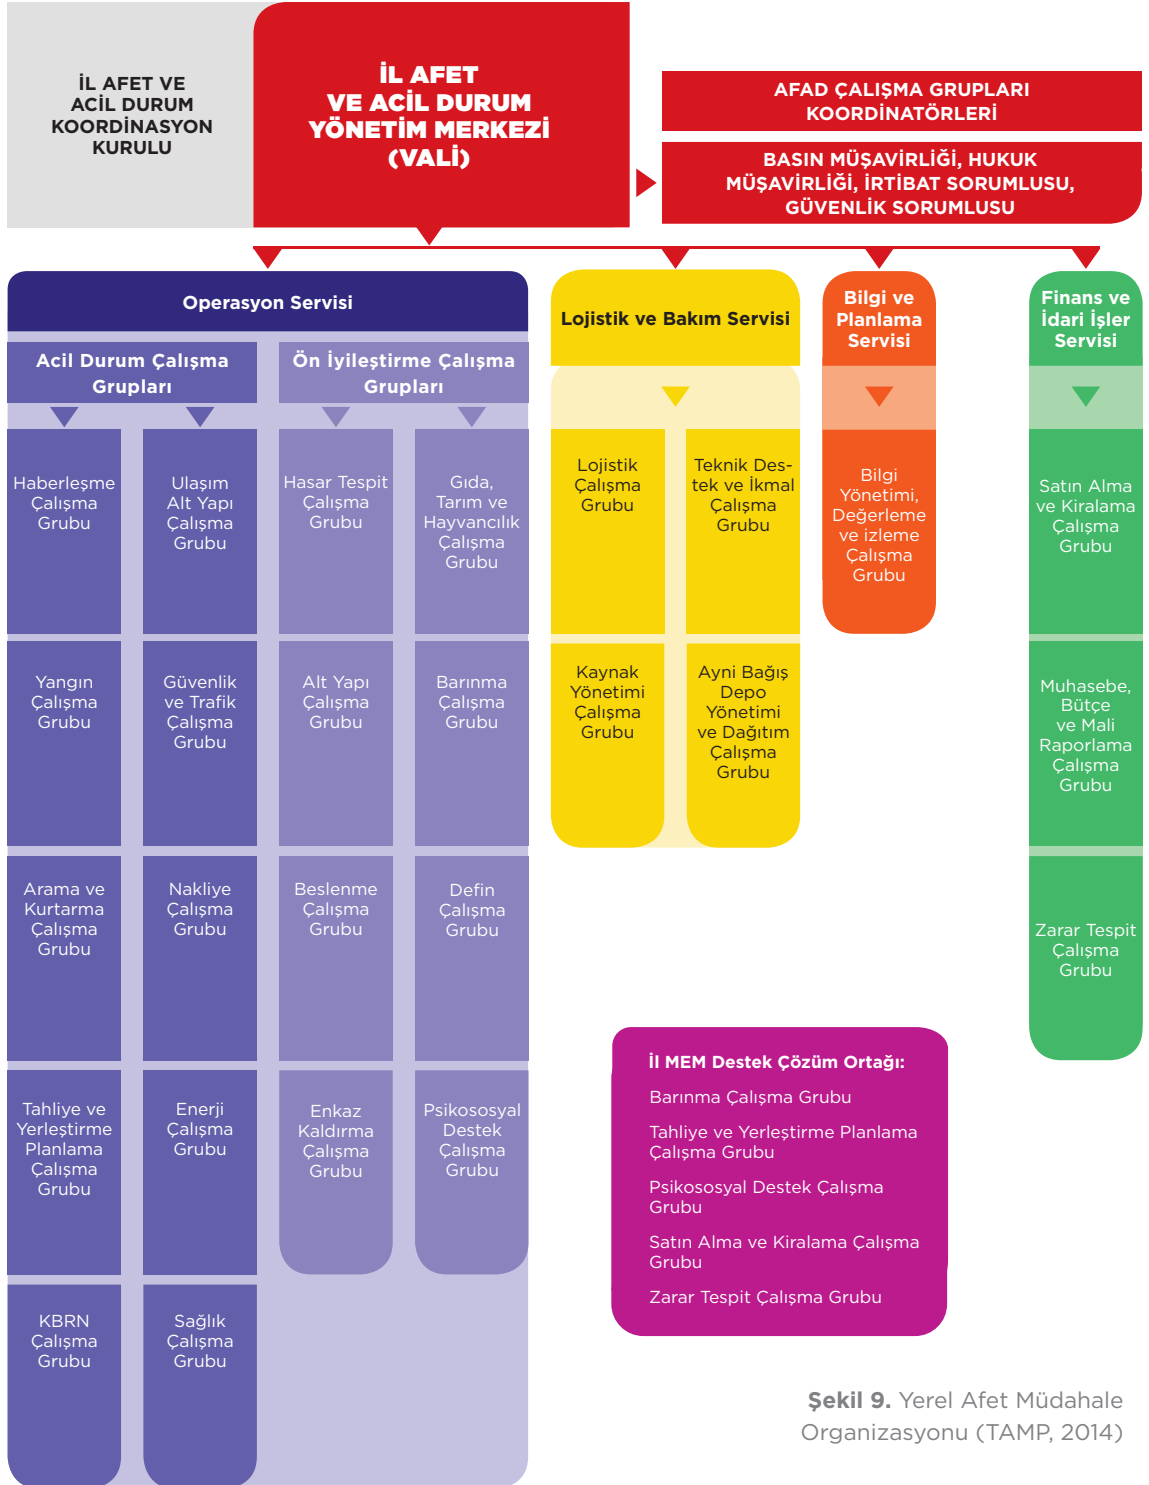 İL AFET VE
ACİL DURUM
KOORDİNASYON
KURULU
İL AFET
VE ACİL DURUM
YÖNETİM MERKEZİ
(VALİ)
AFAD ÇALIŞMA GRUPLARI
KOORDİNATÖRLERİ
BASIN MÜŞAVİRLİĞİ, HUKUK
MÜŞAVİRLİĞİ, İRTİBAT SORUMLUSU,
GÜVENLİK SORUMLUSU
Operasyon Servisi
Acil Durum Çalışma
Grupları
Haberleşme
Çalışma
Grubu
Yangın
Çalışma
Grubu
Arama ve
Kurtarma
Çalışma
Grubu
Tahliye ve
Yerleştirme
Planlama
Çalışma
Grubu
KBRN
Çalışma
Grubu
Ulaşım
Alt Yapı
Çalışma
Grubu
Güvenlik
ve Trafik
Çalışma
Grubu
Nakliye
Çalışma
Grubu
Enerji
Çalışma
Grubu
Sağlık
Çalışma
Grubu
Ön İyileştirme Çalışma
Grupları
Hasar Tespit
Çalışma
Grubu
Alt Yapı
Çalışma
Grubu
Beslenme
Çalışma
Grubu
Enkaz
Kaldırma
Çalışma
Grubu
Gıda,
Tarım ve
Hayvancılık
Çalışma
Grubu
Barınma
Çalışma
Grubu
Defin
Çalışma
Grubu
Psikososyal
Destek
Çalışma
Grubu
Lojistik ve Bakım Servisi
Lojistik
Çalışma
Grubu
Kaynak
Yönetimi
Çalışma
Grubu
Teknik Des-
tek ve İkmal
Çalışma
Grubu
Ayni Bağış
Depo
Yönetimi
ve Dağıtım
Çalışma
Grubu
Bilgi ve
Planlama
Servisi
Bilgi
Yönetimi,
Değerleme
ve izleme
Çalışma
Grubu
Finans ve
İdari İşler
Servisi
Satın Alma
ve Kiralama
Çalışma
Grubu
Muhasebe,
Bütçe
ve Mali
Raporlama
Çalışma
Grubu
Zarar Tespit
Çalışma
Grubu
İl MEM Destek Çözüm Ortağı:
Barınma Çalışma Grubu
Tahliye ve Yerleştirme Planlama
Çalışma Grubu
Psikososyal Destek Çalışma
Grubu
Satın Alma ve Kiralama Çalışma
Grubu
Zarar Tespit Çalışma Grubu
Şekil 9. Yerel Afet Müdahale
Organizasyonu (TAMP, 2014)